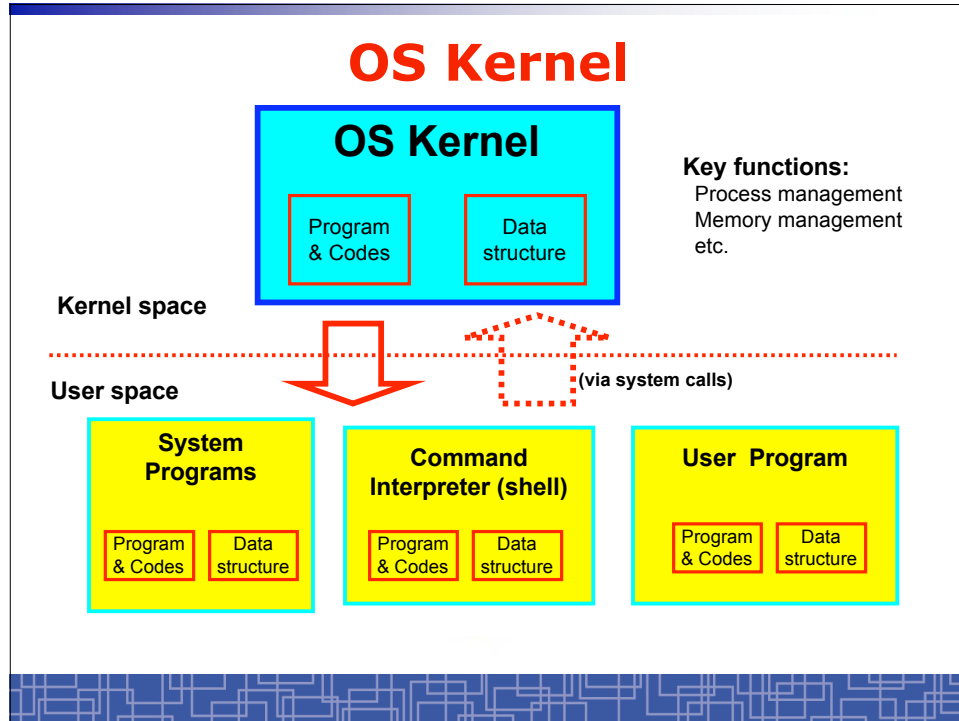 OS Kernel
OS Kernel
Program
& Codes
Data
structure
Key functions:
Process management
Memory management
etc.
Kernel space
(via system calls)
User space
System
Programs
Program
& Codes
Data
structure
Command
Interpreter (shell)
Program
& Codes
Data
structure
User Program
Program
& Codes
Data
structure